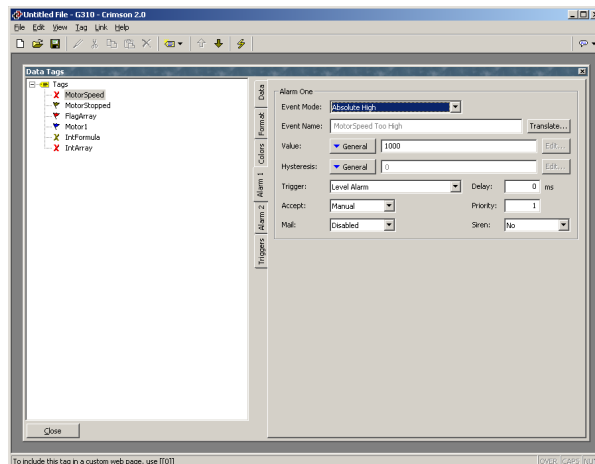 Untitled File - G310 - Crimson 2.0
File Edit View Tag Link Help
Data Tags
Tags
MotorSpeed
MotorStopped
FlagArray
Motor1
IntFormula
IntArray
Data
Format
Colors
Alarm 1
Alarm 2
Triggers
Alarm One
Event Mode: Absolute High
Event Name: MotorSpeed Too High Translate...
Value: General 1000 Edit...
Hysteresis: General 0 Edit...
Trigger: Level Alarm Delay: 0 ms
Accept: Manual Priority: 1
Mail: Disabled Siren: No
Close
To include this tag in a custom web page, use [[T0]] OVER CAPS NU